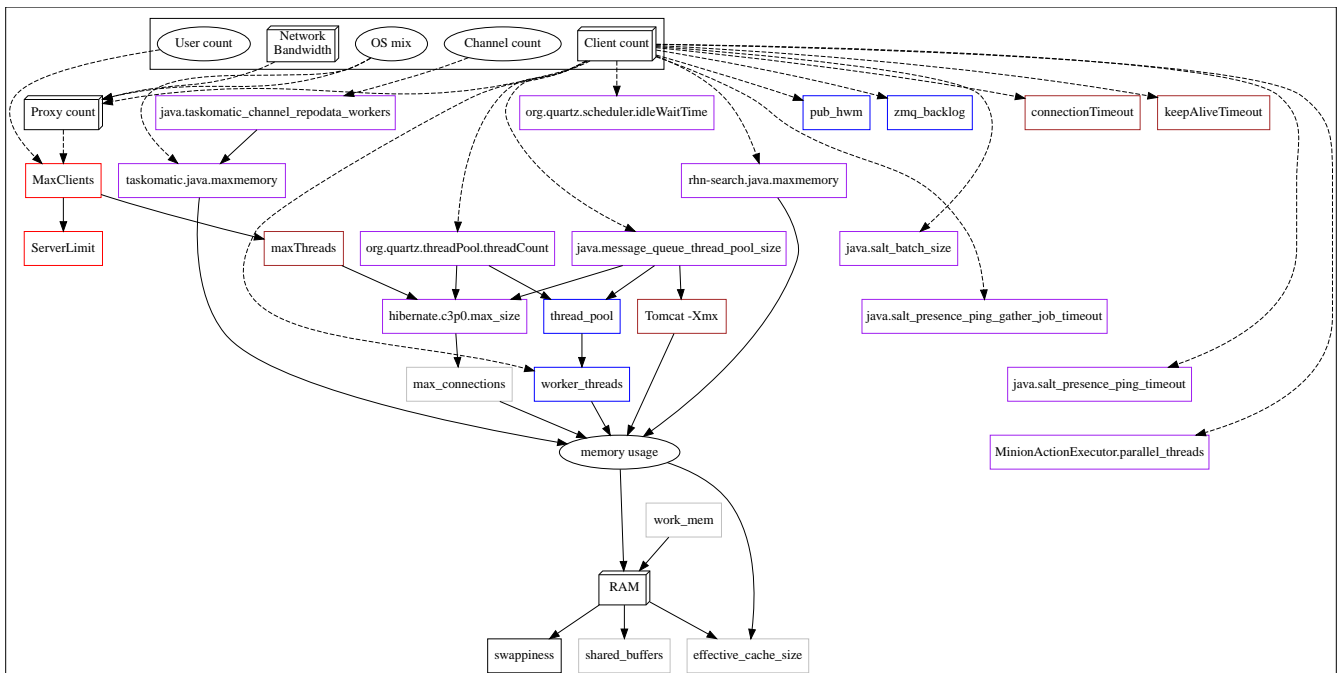 User count
Network
Bandwidth
OS mix
Channel count
Client count
Proxy count
java.taskomatic_channel_repodata_workers
org.quartz.scheduler.idleWaitTime
pub_hwm
zmq_backlog
connectionTimeout
keepAliveTimeout
MaxClients
taskomatic.java.maxmemory
rhn-search.java.maxmemory
ServerLimit
maxThreads
org.quartz.threadPool.threadCount
java.message_queue_thread_pool_size
java.salt_batch_size
hibernate.c3p0.max_size
thread_pool
Tomcat -Xmx
java.salt_presence_ping_gather_job_timeout
max_connections
worker_threads
java.salt_presence_ping_timeout
memory usage
MinionActionExecutor.parallel_threads
work_mem
RAM
swappiness
shared_buffers
effective_cache_size